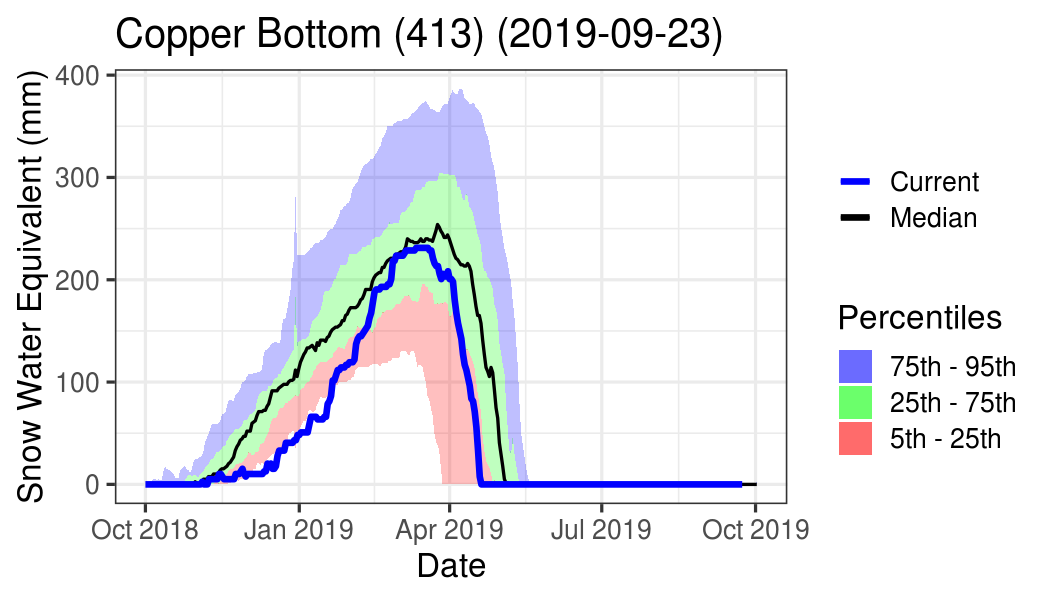 Copper Bottom (413) (2019-09-23)
Snow Water Equivalent (mm)
400
300
200
100
0
Oct 2018
Jan 2019
Apr 2019
Jul 2019
Oct 2019
Date
Current
Median
Percentiles
75th - 95th
25th - 75th
5th - 25th